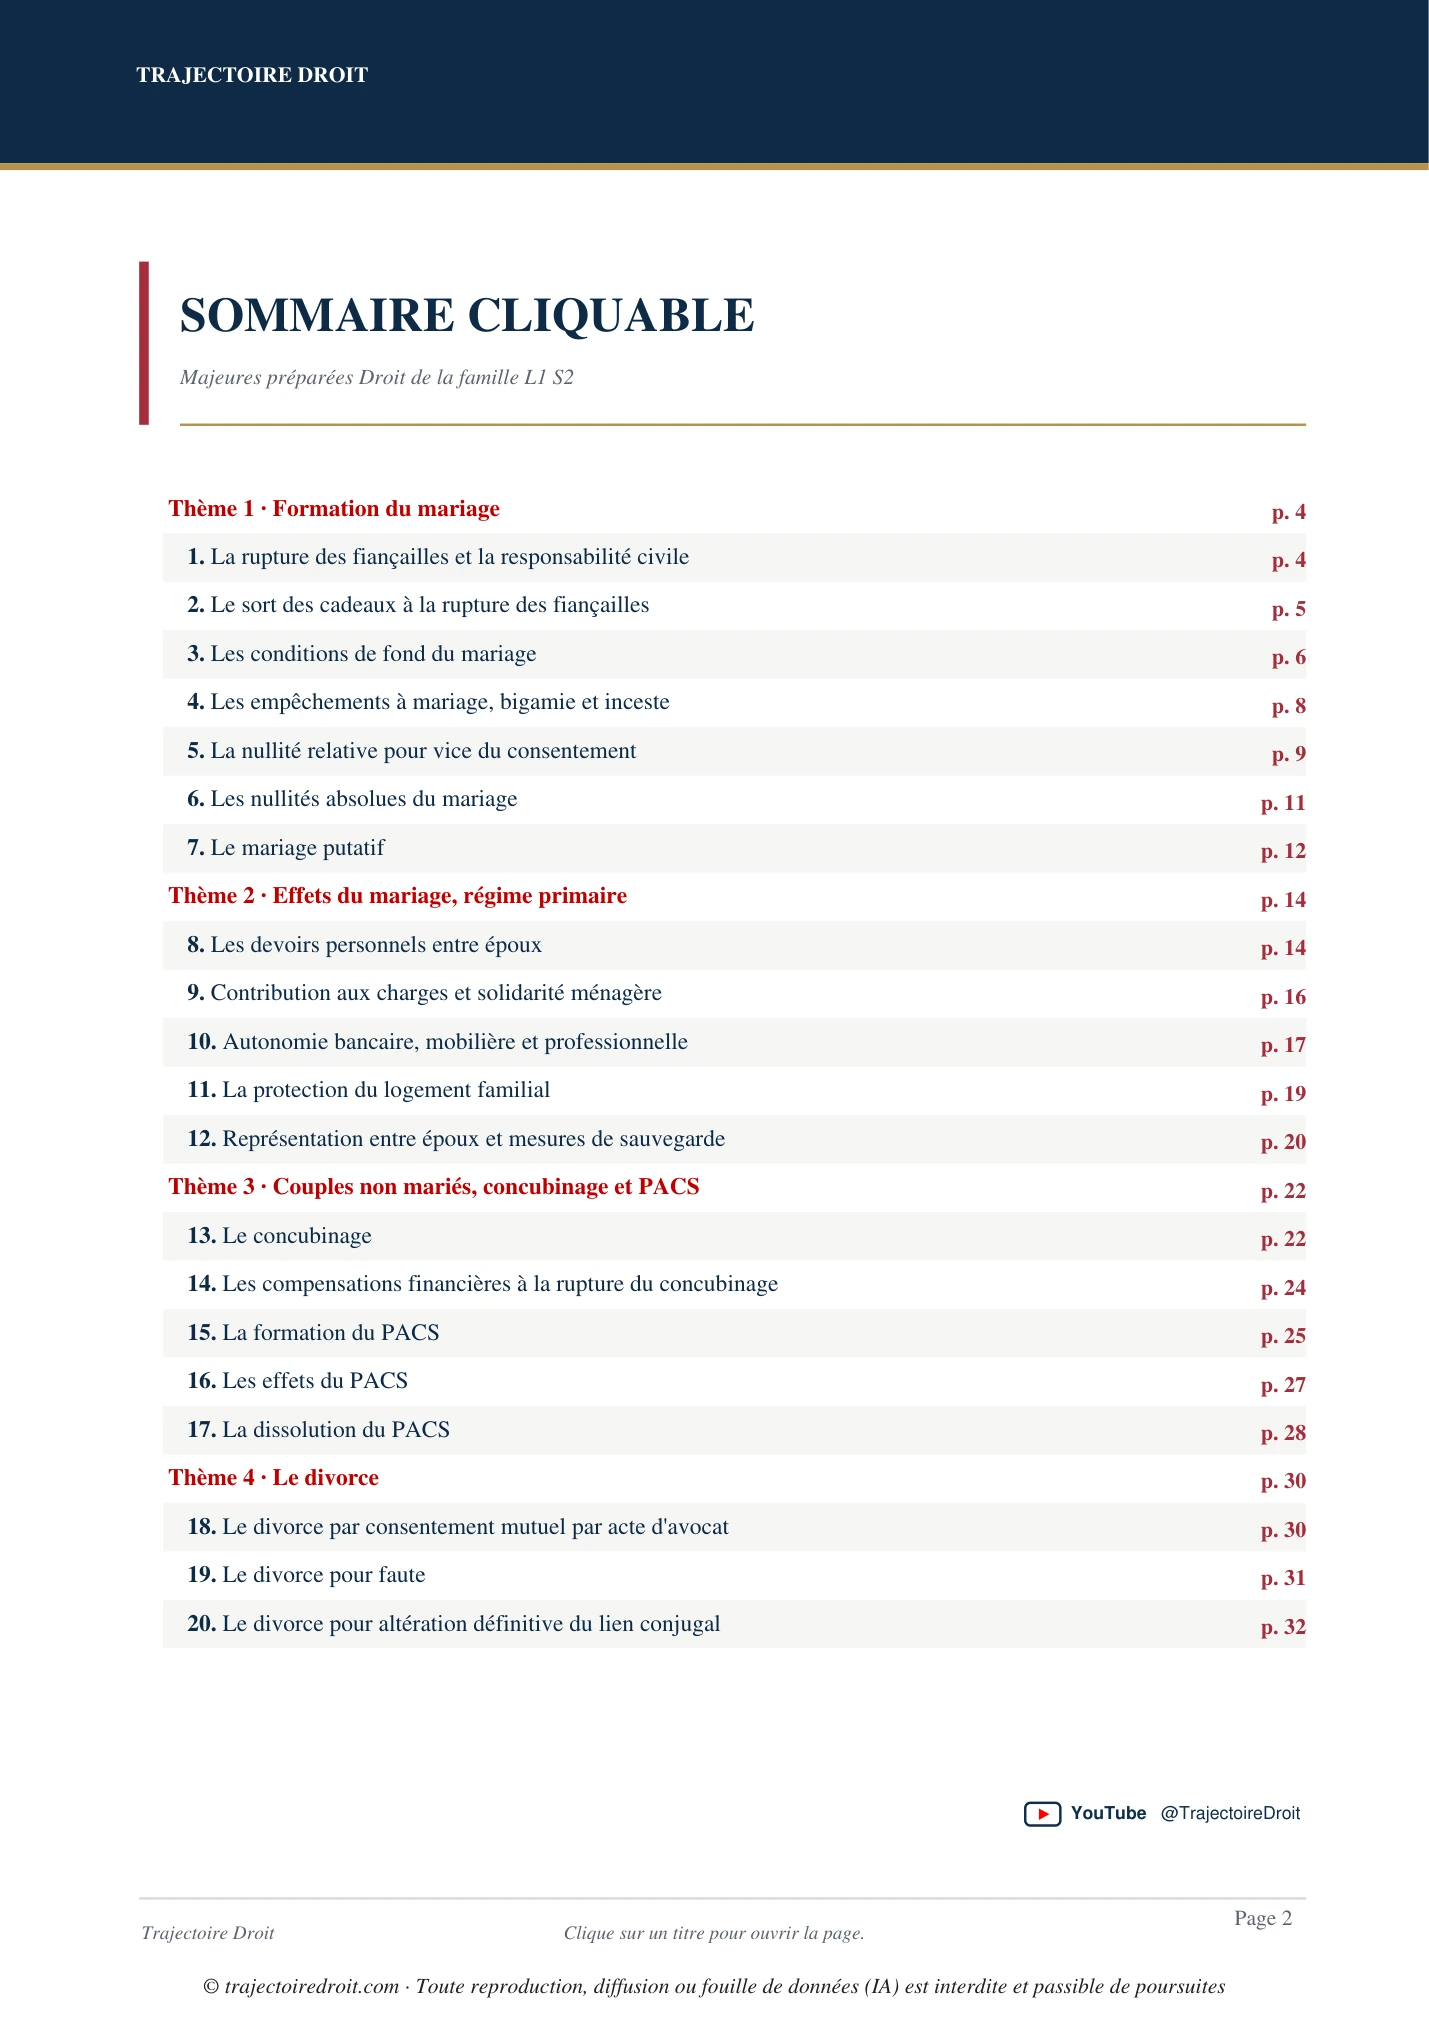 TRAJECTOIRE DROIT
SOMMAIRE CLIQUABLE
Majeures préparées Droit de la famille L1 S2
Thème 1 · Formation du mariage p. 4
1. La rupture des fiançailles et la responsabilité civile p. 4
2. Le sort des cadeaux à la rupture des fiançailles p. 5
3. Les conditions de fond du mariage p. 6
4. Les empêchements à mariage, bigamie et inceste p. 8
5. La nullité relative pour vice du consentement p. 9
6. Les nullités absolues du mariage p. 11
7. Le mariage putatif p. 12
Thème 2 · Effets du mariage, régime primaire p. 14
8. Les devoirs personnels entre époux p. 14
9. Contribution aux charges et solidarité ménagère p. 16
10. Autonomie bancaire, mobilière et professionnelle p. 17
11. La protection du logement familial p. 19
12. Représentation entre époux et mesures de sauvegarde p. 20
Thème 3 · Couples non mariés, concubinage et PACS p. 22
13. Le concubinage p. 22
14. Les compensations financières à la rupture du concubinage p. 24
15. La formation du PACS p. 25
16. Les effets du PACS p. 27
17. La dissolution du PACS p. 28
Thème 4 · Le divorce p. 30
18. Le divorce par consentement mutuel par acte d'avocat p. 30
19. Le divorce pour faute p. 31
20. Le divorce pour altération définitive du lien conjugal p. 32
YouTube @TrajectoireDroit
Page 2
Trajectoire Droit Clique sur un titre pour ouvrir la page.
© trajectoiredroit.com · Toute reproduction, diffusion ou fouille de données (IA) est interdite et passible de poursuites